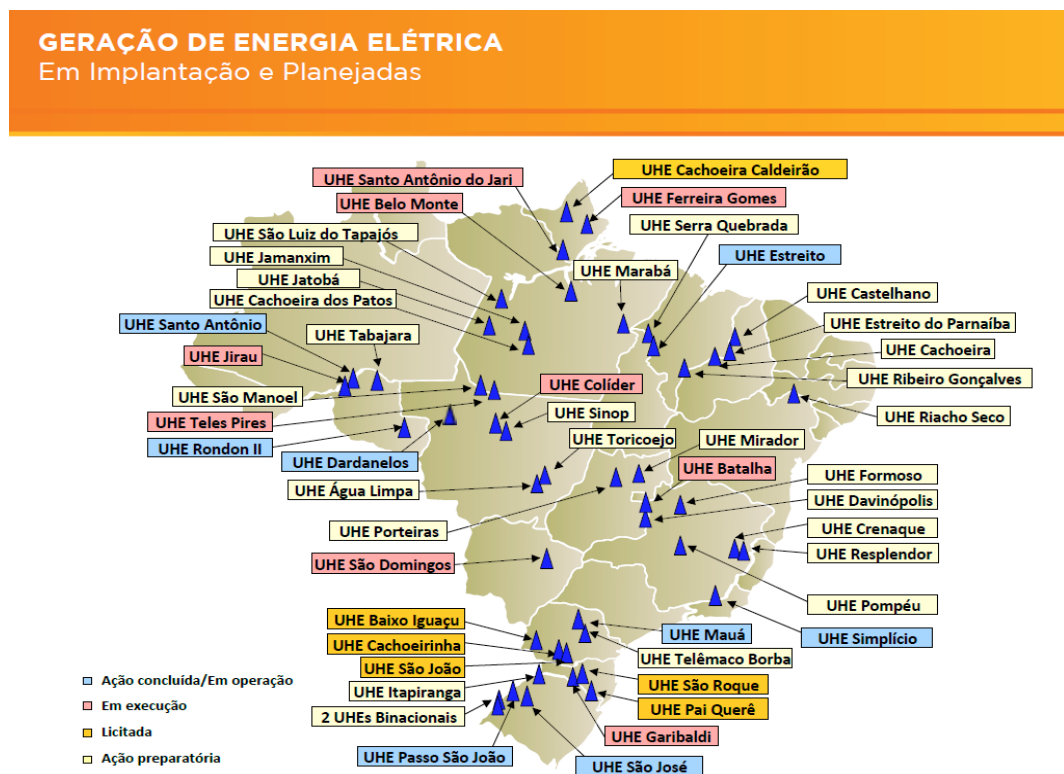 GERAÇÃO DE ENERGIA ELÉTRICA
Em Implantação e Planejadas
UHE Cachoeira Caldeirão
UHE Santo Antônio do Jari
UHE Ferreira Gomes
UHE Belo Monte
UHE Serra Quebrada
UHE São Luiz do Tapajós
UHE Estreito
UHE Jamanxim
UHE Marabá
UHE Jatobá
UHE Castelhano
UHE Cachoeira dos Patos
UHE Santo Antônio
UHE Estreito do Parnaíba
UHE Tabajara
UHE Cachoeira
UHE Jirau
UHE Ribeiro Gonçalves
UHE Colíder
UHE São Manoel
UHE Sinop
UHE Riacho Seco
UHE Teles Pires
UHE Toricoejo
UHE Mirador
UHE Rondon II
UHE Dardanelos
UHE Batalha
UHE Formoso
UHE Água Limpa
UHE Davinópolis
UHE Porteiras
UHE Crenaque
UHE Resplendor
UHE São Domingos
UHE Pompéu
UHE Baixo Iguaçu
UHE Mauá
UHE Simplício
UHE Cachoeirinha
UHE Telêmaco Borba
UHE São João
UHE São Roque
UHE Itapiranga
UHE Pai Querê
2 UHEs Binacionais
UHE Garibaldi
UHE Passo São João
UHE São José
Ação concluída/Em operação
Em execução
Licitada
Ação preparatória